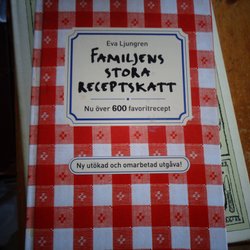 Eva Ljungren
FAMILJENS
STORA
RECEPTSKATT
Nu över 600 favoritrecept
Ny utökad och omarbetad utgåva!